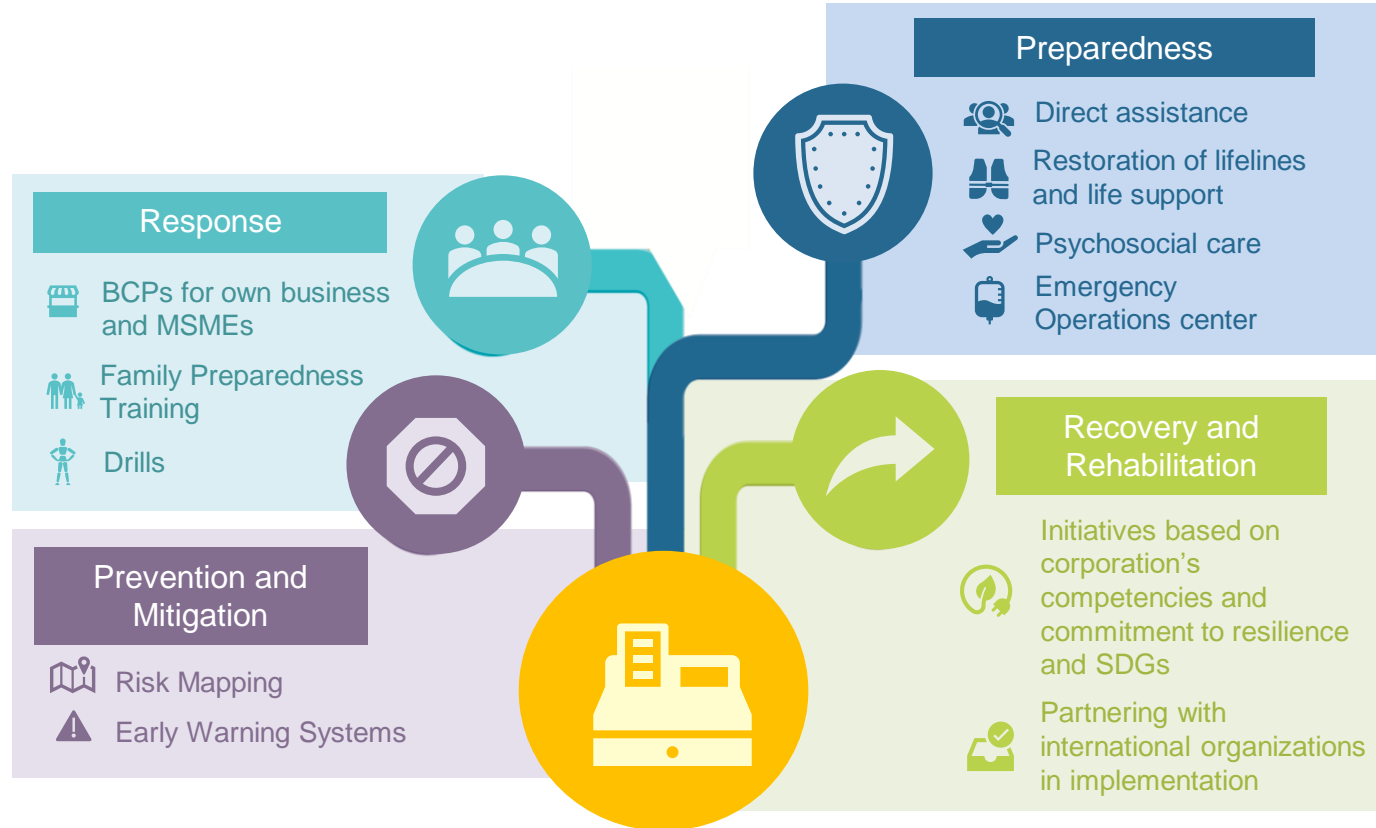 Preparedness
Direct assistance
Restoration of lifelines
and life support
Psychosocial care
Emergency
Operations center
Response
BCPs for own business
and MSMEs
Family Preparedness
Training
Drills
Prevention and
Mitigation
Risk Mapping
Early Warning Systems
Recovery and
Rehabilitation
Initiatives based on
corporation’s
competencies and
commitment to resilience
and SDGs
Partnering with
international organizations
in implementation